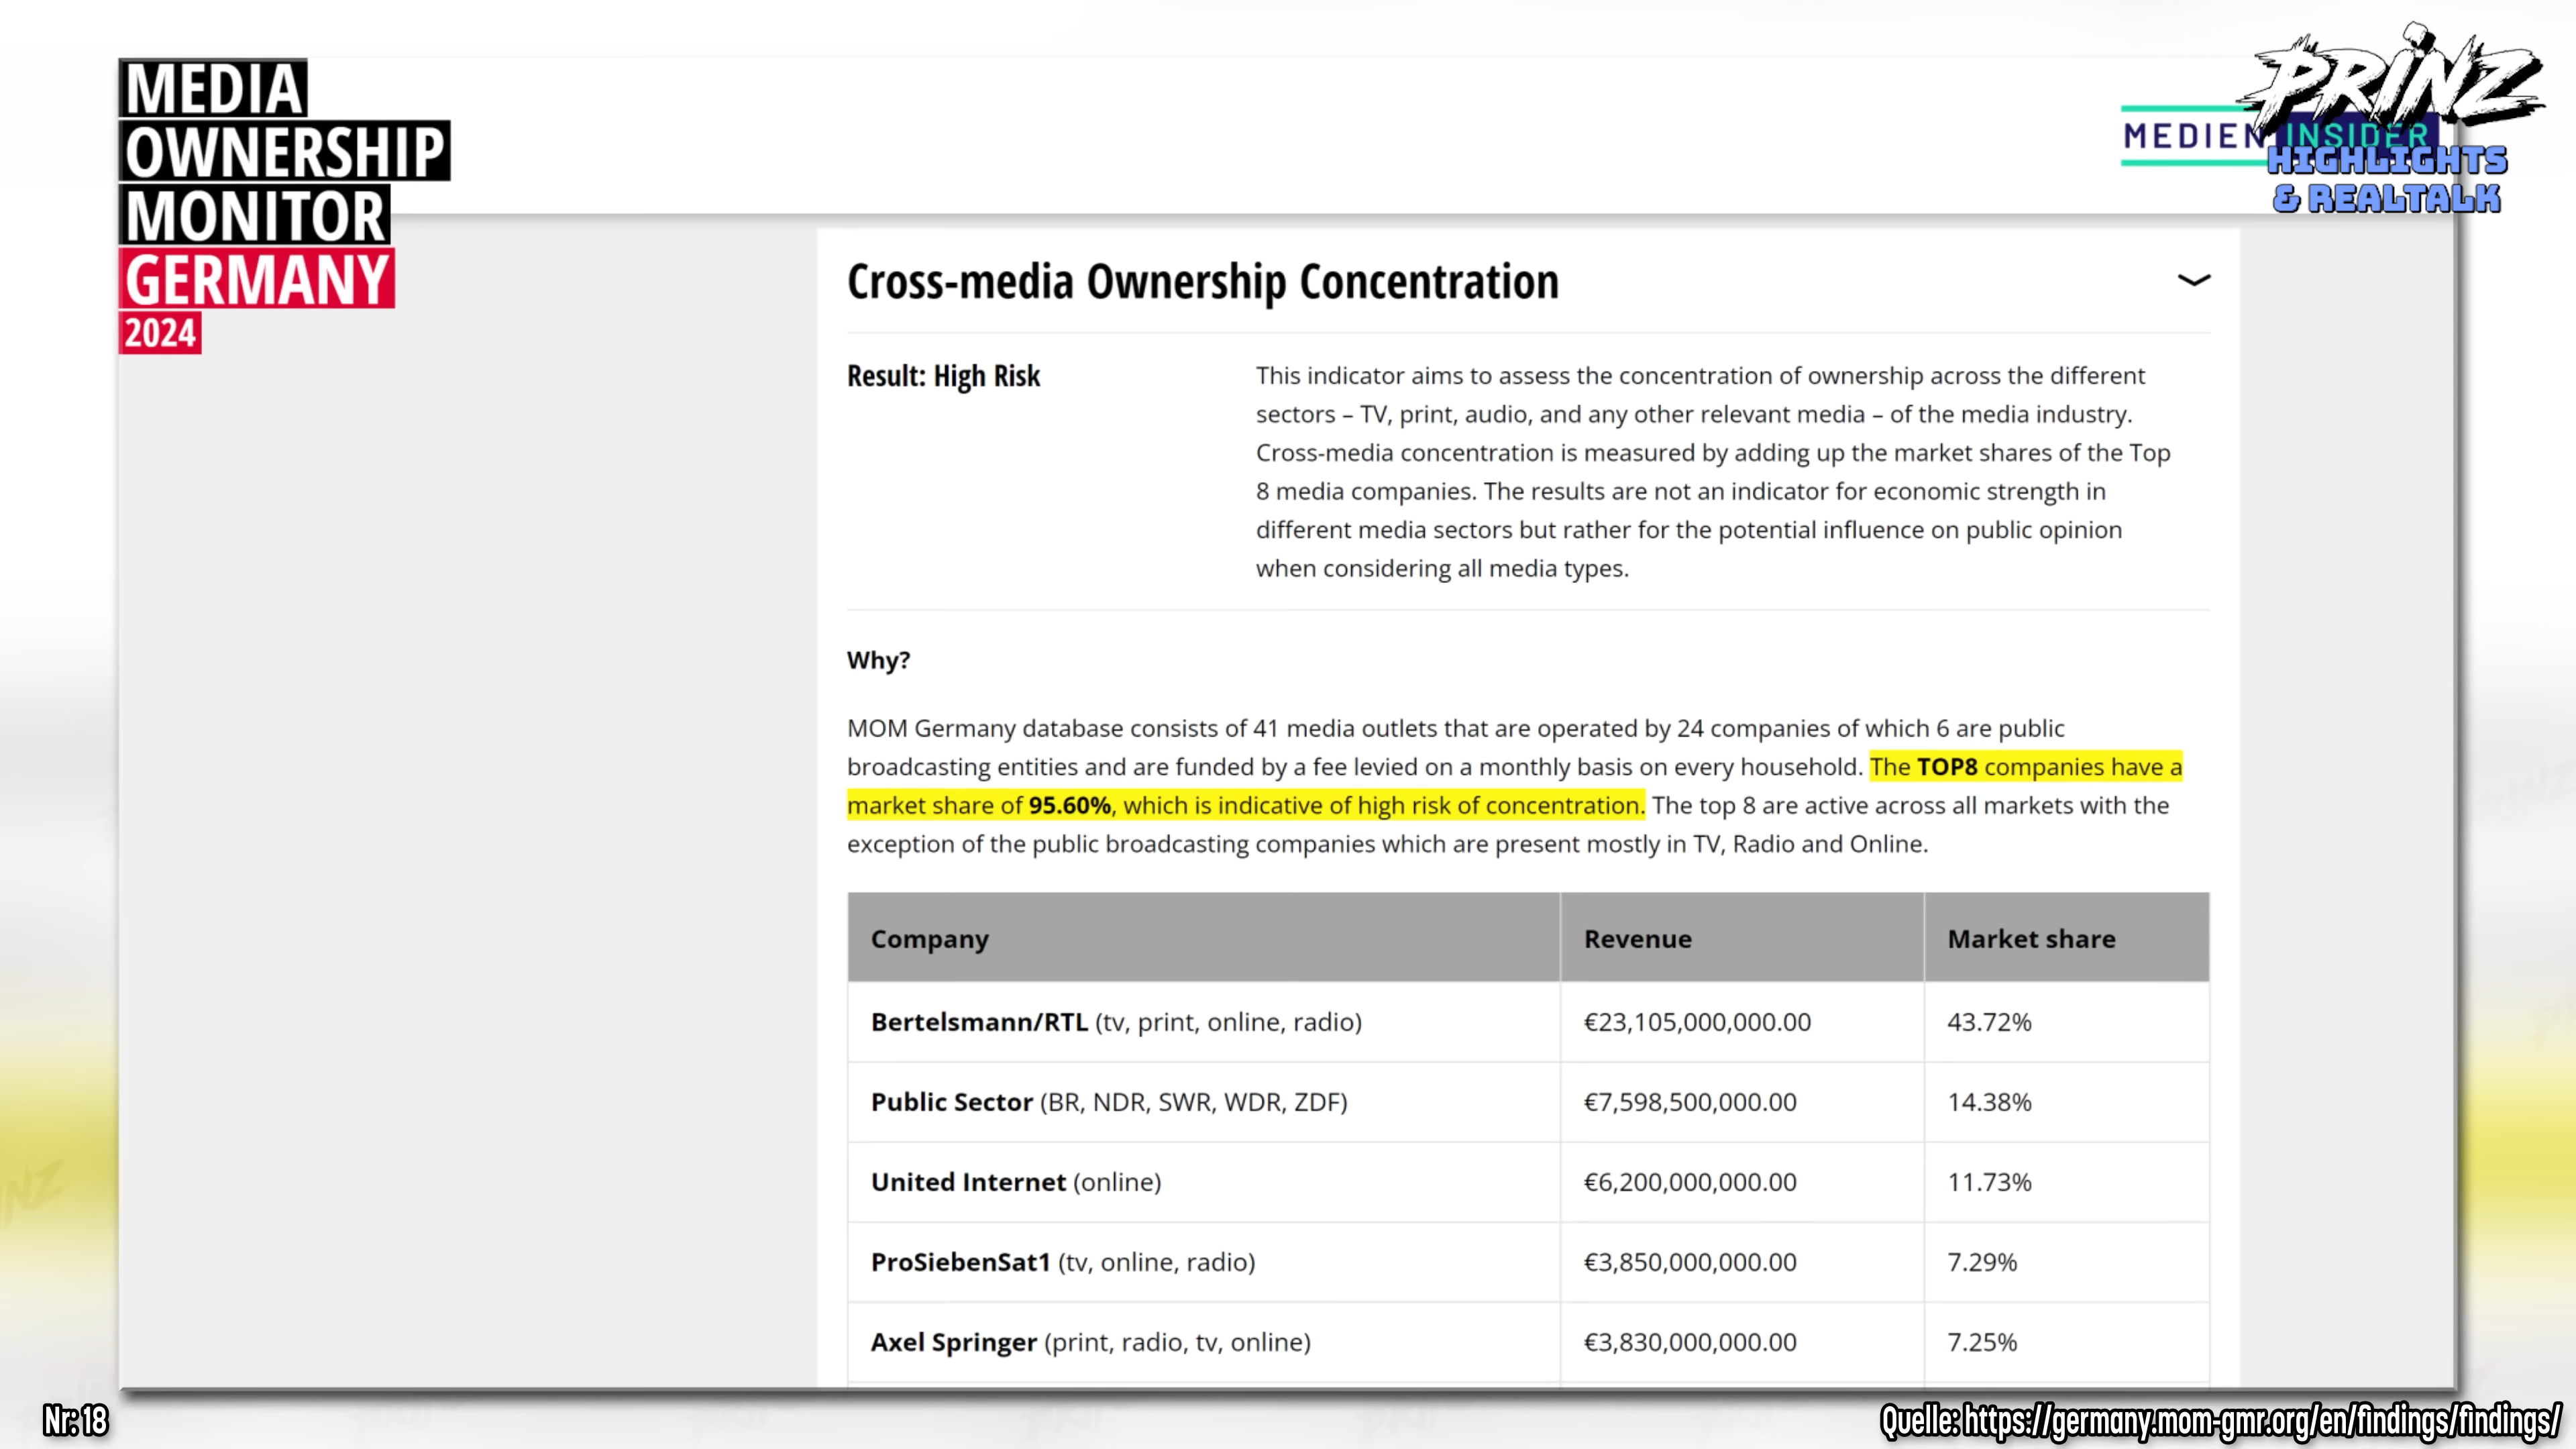 MEDIA
OWNERSHIP
MONITOR
GERMANY
2024
PRINZ
MEDIEN INSIDER
HIGHLIGHTS
& REALTALK
Cross-media Ownership Concentration
Result: High Risk
This indicator aims to assess the concentration of ownership across the different
sectors – TV, print, audio, and any other relevant media – of the media industry.
Cross-media concentration is measured by adding up the market shares of the Top
8 media companies. The results are not an indicator for economic strength in
different media sectors but rather for the potential influence on public opinion
when considering all media types.
Why?
MOM Germany database consists of 41 media outlets that are operated by 24 companies of which 6 are public
broadcasting entities and are funded by a fee levied on a monthly basis on every household. The TOP8 companies have a
market share of 95.60%, which is indicative of high risk of concentration. The top 8 are active across all markets with the
exception of the public broadcasting companies which are present mostly in TV, Radio and Online.
Company Revenue Market share
Bertelsmann/RTL (tv, print, online, radio) €23,105,000,000.00 43.72%
Public Sector (BR, NDR, SWR, WDR, ZDF) €7,598,500,000.00 14.38%
United Internet (online) €6,200,000,000.00 11.73%
ProSiebenSat1 (tv, online, radio) €3,850,000,000.00 7.29%
Axel Springer (print, radio, tv, online) €3,830,000,000.00 7.25%
Nr: 18
Quelle: https://germany.mom-gmr.org/en/findings/findings/